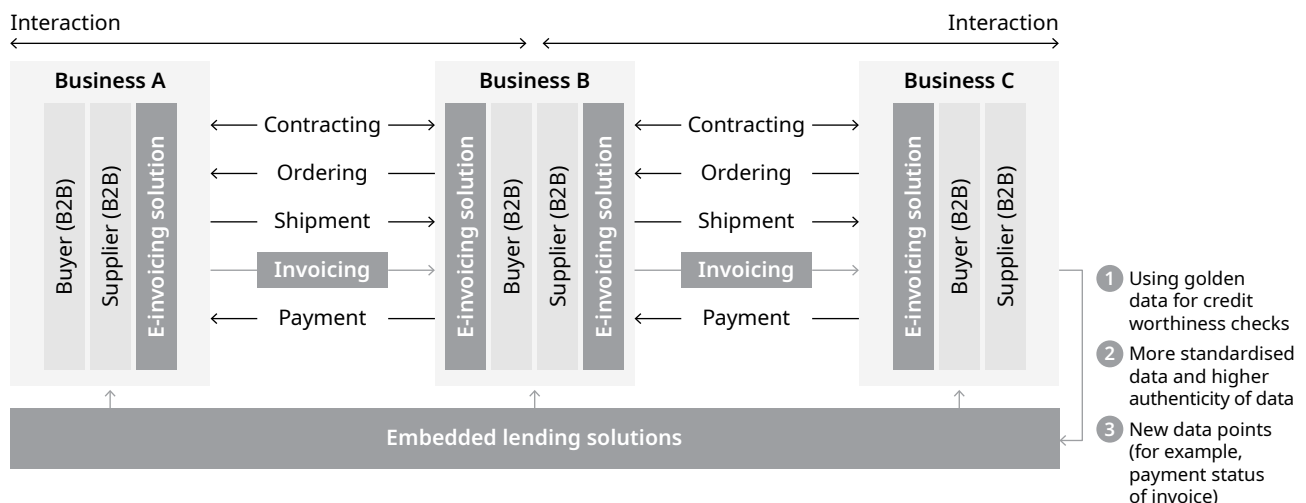 Interaction
Interaction
Business A
Buyer (B2B)
Supplier (B2B)
E-invoicing solution
Contracting
Ordering
Shipment
Invoicing
Payment
Business B
E-invoicing solution
Buyer (B2B)
Supplier (B2B)
E-invoicing solution
Contracting
Ordering
Shipment
Invoicing
Payment
Business C
E-invoicing solution
Buyer (B2B)
Supplier (B2B)
Embedded lending solutions
1 Using golden
data for credit
worthiness checks
2 More standardised
data and higher
authenticity of data
3 New data points
(for example,
payment status
of invoice)